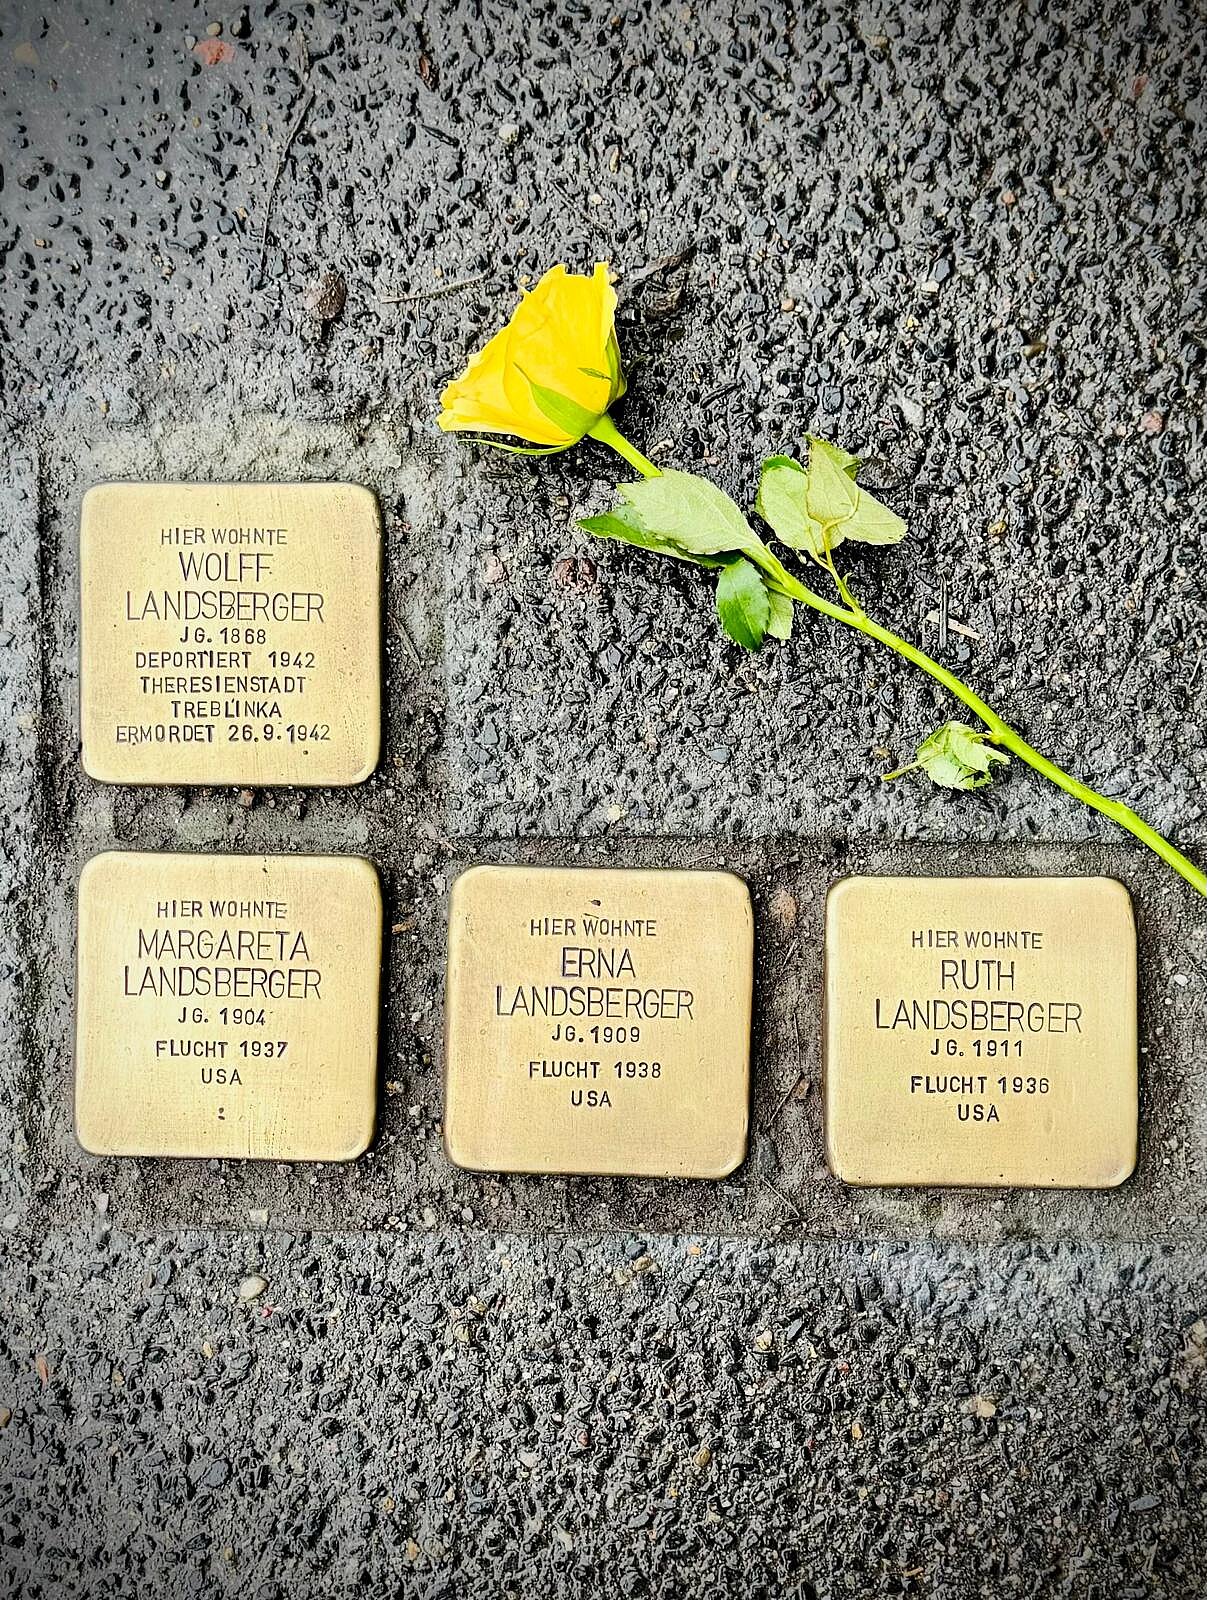 HIER WOHNTE
WOLFF
LANDSBERGER
JG. 1868
DEPORTIERT 1942
THERESIENSTADT
TREBLINKA
ERMORDET 26.9.1942
HIER WOHNTE
MARGARETA
LANDSBERGER
JG. 1904
FLUCHT 1937
USA
HIER WOHNTE
ERNA
LANDSBERGER
JG. 1909
FLUCHT 1938
USA
HIER WOHNTE
RUTH
LANDSBERGER
JG. 1911
FLUCHT 1936
USA